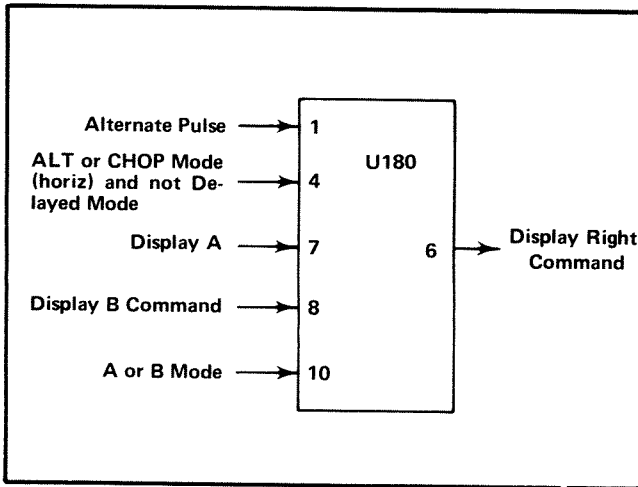 Alternate Pulse
1
ALT or CHOP Mode
(horiz) and not De-
layed Mode
4
U180
Display A
7
6
Display Right
Command
Display B Command
8
A or B Mode
10